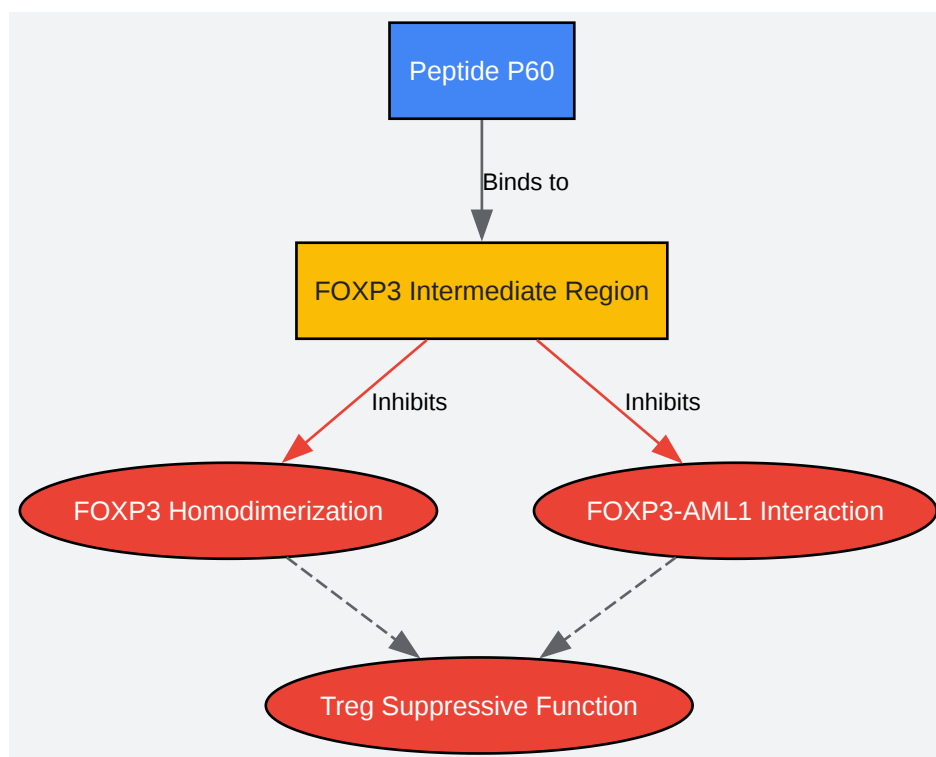 Peptide P60
Binds to
FOXP3 Intermediate Region
Inhibits
Inhibits
FOXP3 Homodimerization
FOXP3-AML1 Interaction
Treg Suppressive Function